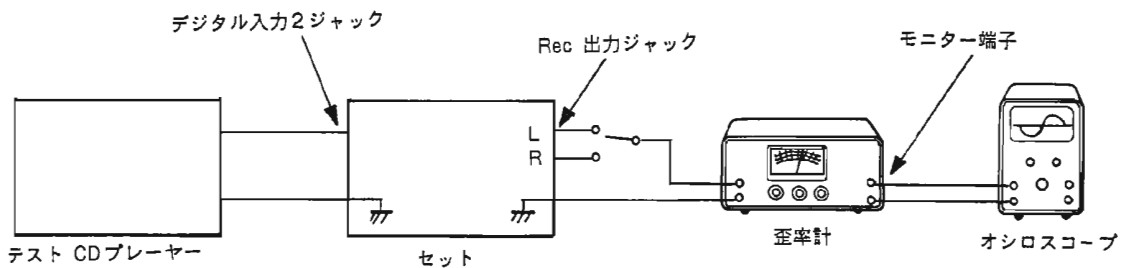 デジタル入力2ジャック
Rec 出力ジャック
モニター端子
L
R
テスト CDプレーヤー
セット
歪率計
オシロスコープ